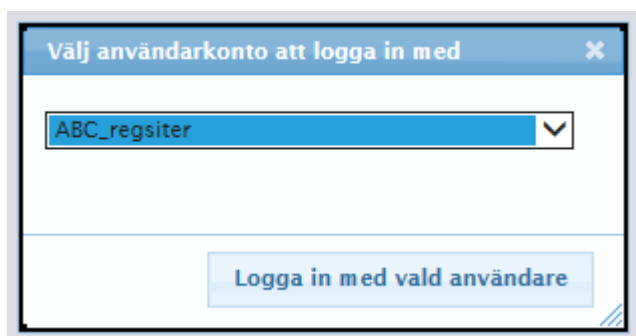 Välj användarkonto att logga in med
ABC_regsiter
Logga in med vald användare